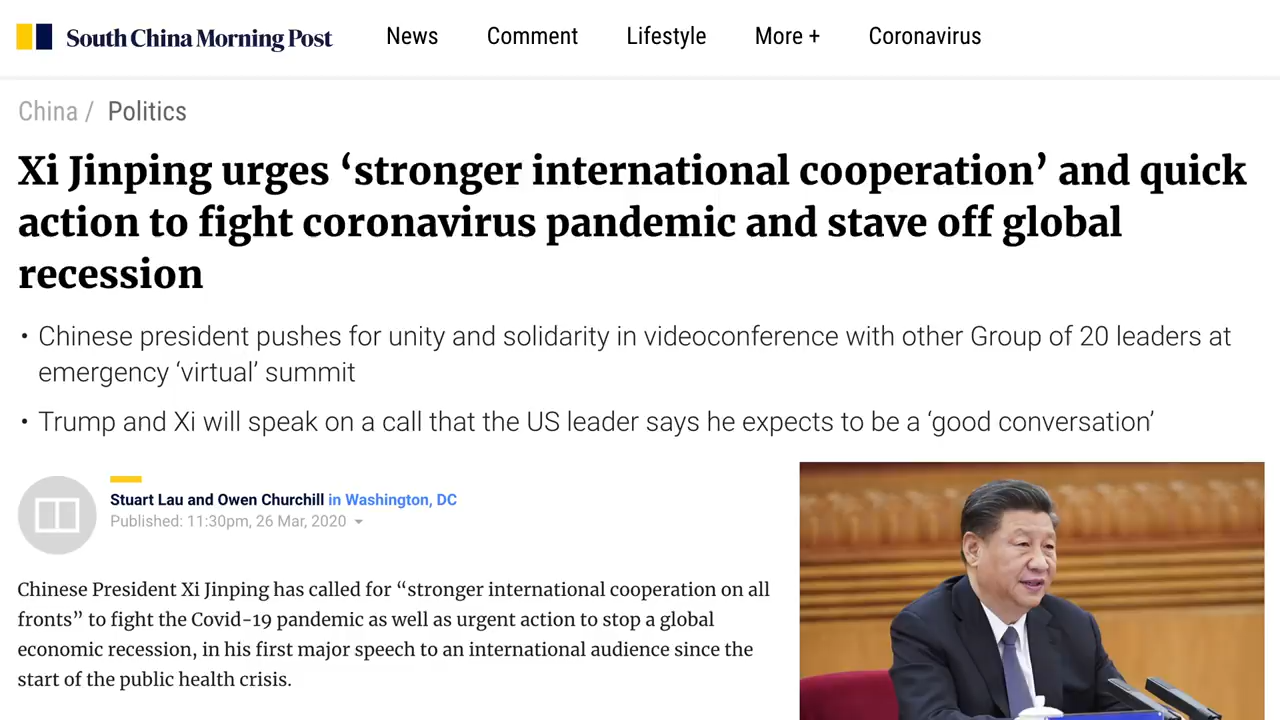 South China Morning Post
News
Comment
Lifestyle
More +
Coronavirus
China / Politics
Xi Jinping urges ‘stronger international cooperation’ and quick
action to fight coronavirus pandemic and stave off global
recession
• Chinese president pushes for unity and solidarity in videoconference with other Group of 20 leaders at
emergency ‘virtual’ summit
• Trump and Xi will speak on a call that the US leader says he expects to be a ‘good conversation’
Stuart Lau and Owen Churchill in Washington, DC
Published: 11:30pm, 26 Mar, 2020
Chinese President Xi Jinping has called for “stronger international cooperation on all
fronts” to fight the Covid-19 pandemic as well as urgent action to stop a global
economic recession, in his first major speech to an international audience since the
start of the public health crisis.